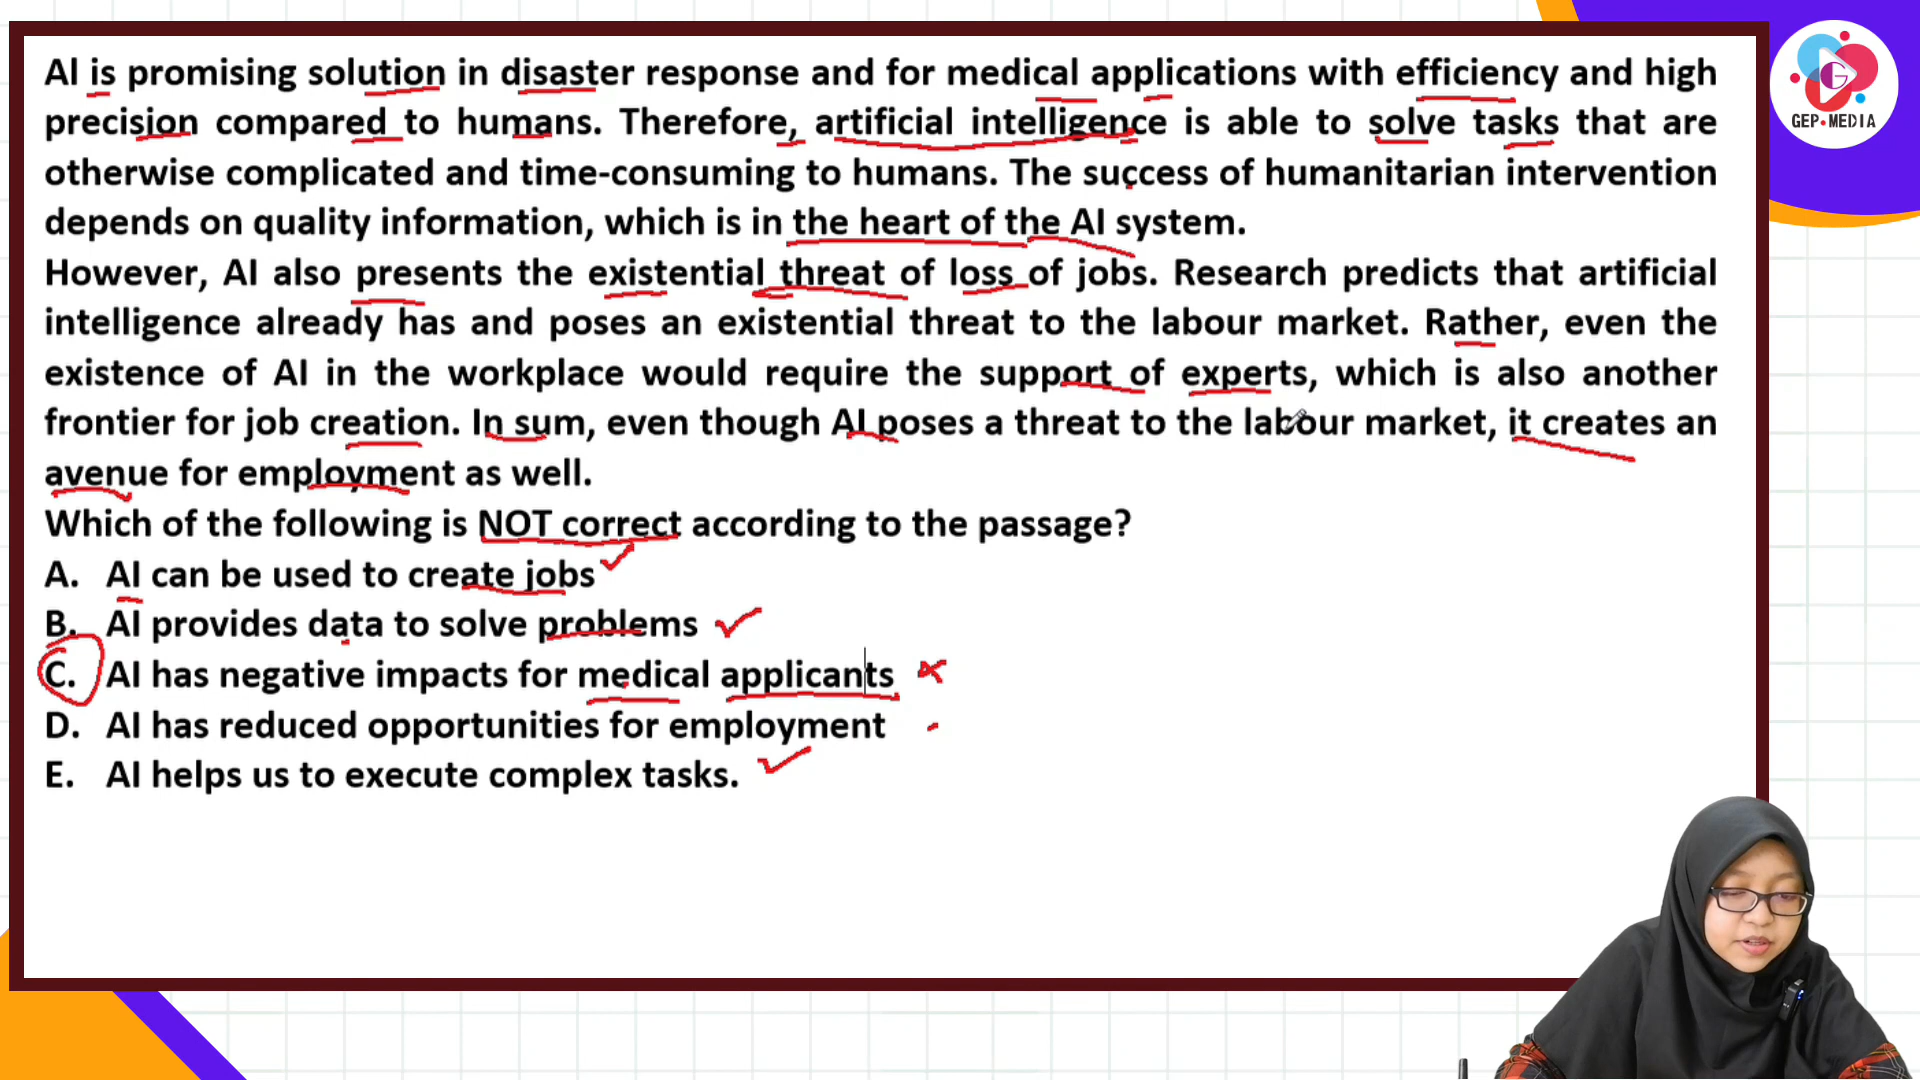 AI is promising solution in disaster response and for medical applications with efficiency and high
precision compared to humans. Therefore, artificial intelligence is able to solve tasks that are
otherwise complicated and time-consuming to humans. The success of humanitarian intervention
depends on quality information, which is in the heart of the AI system.
However, AI also presents the existential threat of loss of jobs. Research predicts that artificial
intelligence already has and poses an existential threat to the labour market. Rather, even the
existence of AI in the workplace would require the support of experts, which is also another
frontier for job creation. In sum, even though AI poses a threat to the labour market, it creates an
avenue for employment as well.
Which of the following is NOT correct according to the passage?
A. AI can be used to create jobs
B. AI provides data to solve problems
C. AI has negative impacts for medical applicants
D. AI has reduced opportunities for employment
E. AI helps us to execute complex tasks.
G
GEP•MEDIA